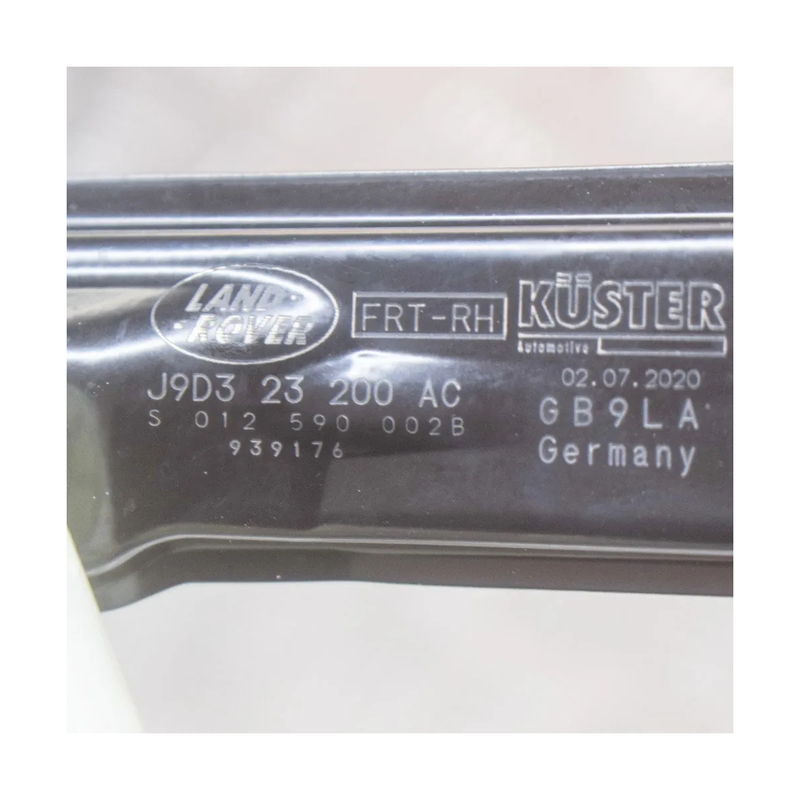 LAND
ROVER
FRT-RH
KÜSTER
Automotive
J9D3 23 200 AC
S 012 590 002B
939176
02.07.2020
GB9LA
Germany